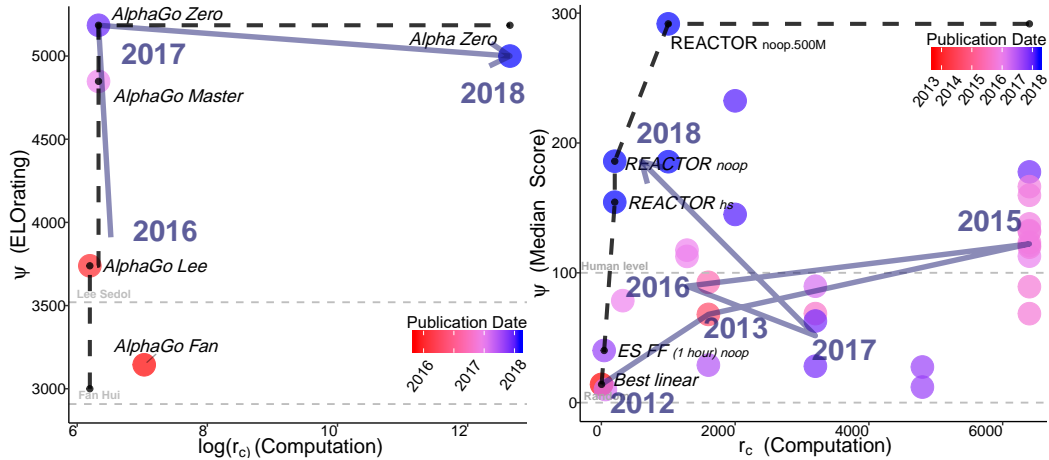 AlphaGo Zero
Alpha Zero
2017
2018
AlphaGo Master
2016
AlphaGo Lee
Lee Sedol
AlphaGo Fan
Fan Hui
Publication Date
2016
2017
2018
5000
4500
4000
3500
3000
ψ (ELOrating)
6
8
10
12
log(rc) (Computation)
REACTOR noop.500M
Publication Date
2013
2014
2015
2016
2017
2018
2018
REACTOR noop
REACTOR hs
2015
Human level
2016
2013
2017
ES FF (1 hour) noop
Best linear
2012
300
200
100
0
ψ (Median Score)
0
2000
4000
6000
rc (Computation)